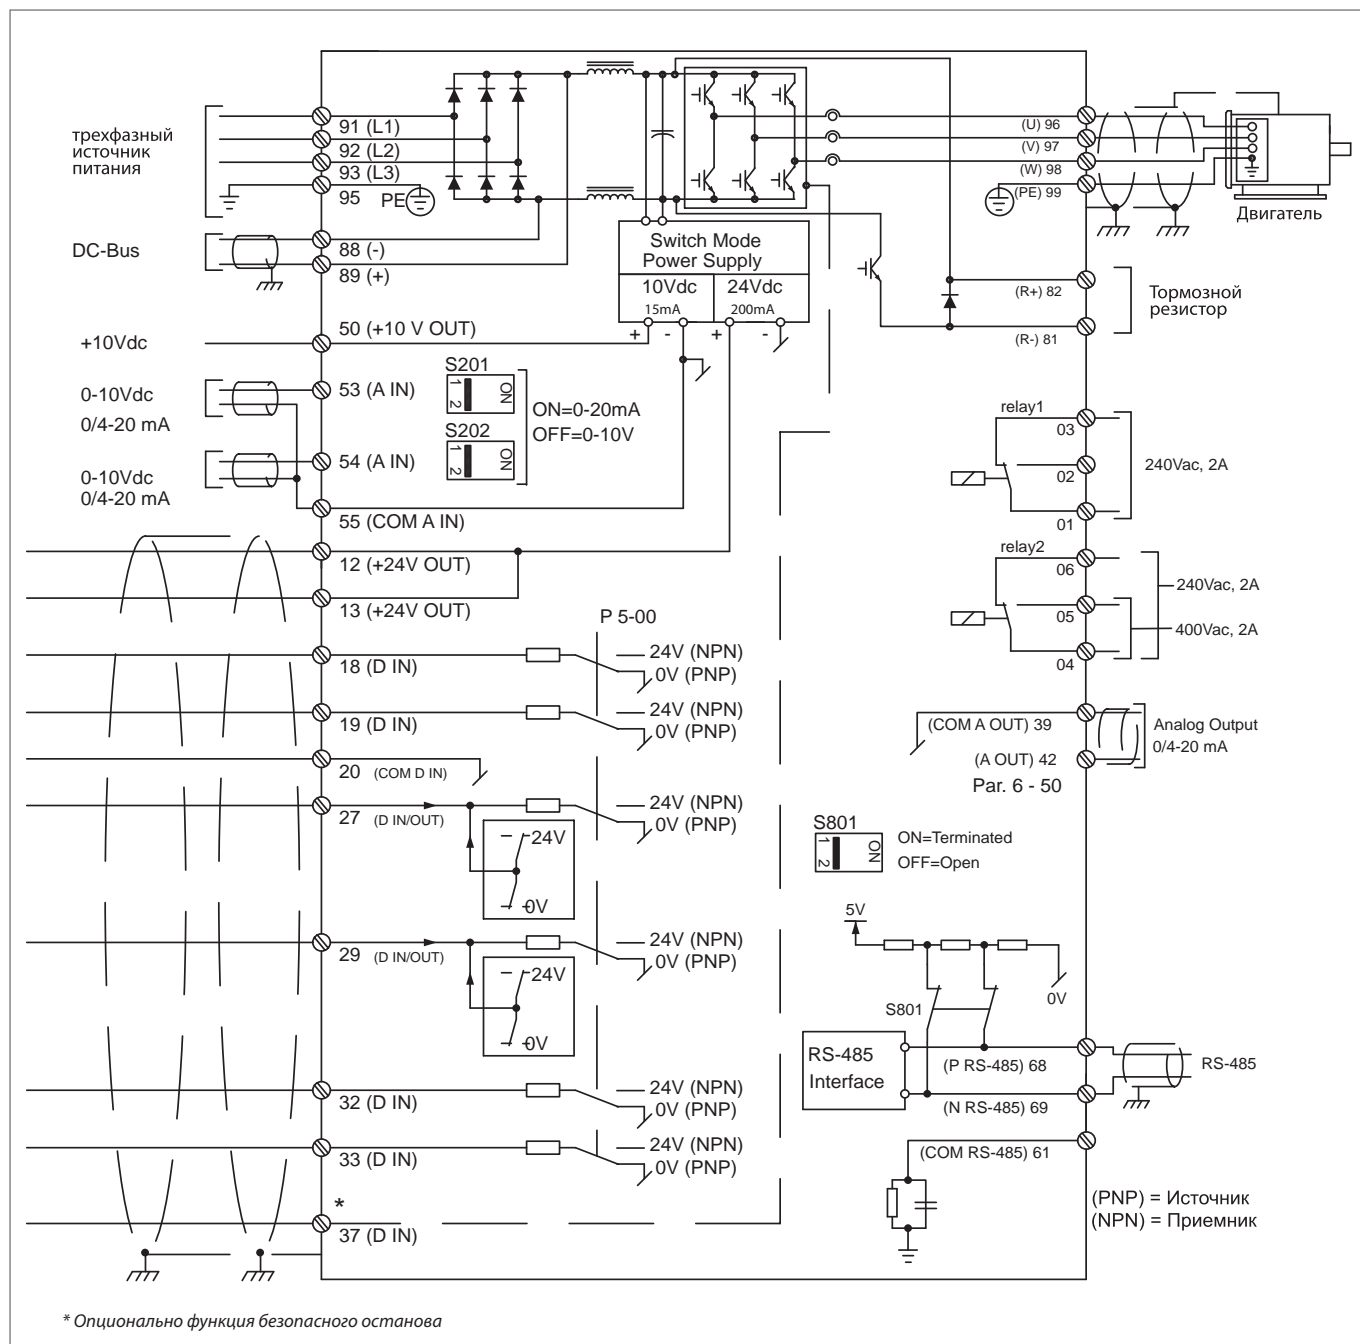 трехфазный
источник
питания
91 (L1)
92 (L2)
93 (L3)
95 PE
DC-Bus
88 (-)
89 (+)
+10Vdc
50 (+10 V OUT)
0-10Vdc
0/4-20 mA
53 (A IN)
0-10Vdc
0/4-20 mA
54 (A IN)
55 (COM A IN)
12 (+24V OUT)
13 (+24V OUT)
18 (D IN)
19 (D IN)
20 (COM D IN)
27 (D IN/OUT)
29 (D IN/OUT)
32 (D IN)
33 (D IN)
*
37 (D IN)
Switch Mode
Power Supply
10Vdc
15mA
24Vdc
200mA
+ - + -
S201
1
2
ON
S202
1
2
ON
ON=0-20mA
OFF=0-10V
P 5-00
24V (NPN)
0V (PNP)
24V (NPN)
0V (PNP)
24V (NPN)
0V (PNP)
24V
0V
24V (NPN)
0V (PNP)
24V
0V
24V (NPN)
0V (PNP)
24V (NPN)
0V (PNP)
(U) 96
(V) 97
(W) 98
(PE) 99
Двигатель
(R+) 82
(R-) 81
Тормозной
резистор
relay1
03
02
01
240Vac, 2A
relay2
06
05
04
240Vac, 2A
400Vac, 2A
(COM A OUT) 39
(A OUT) 42
Par. 6 - 50
Analog Output
0/4-20 mA
S801
1
2
ON
ON=Terminated
OFF=Open
5V
0V
S801
RS-485
Interface
(P RS-485) 68
(N RS-485) 69
RS-485
(COM RS-485) 61
(PNP) = Источник
(NPN) = Приемник
* Опционально функция безопасного останова